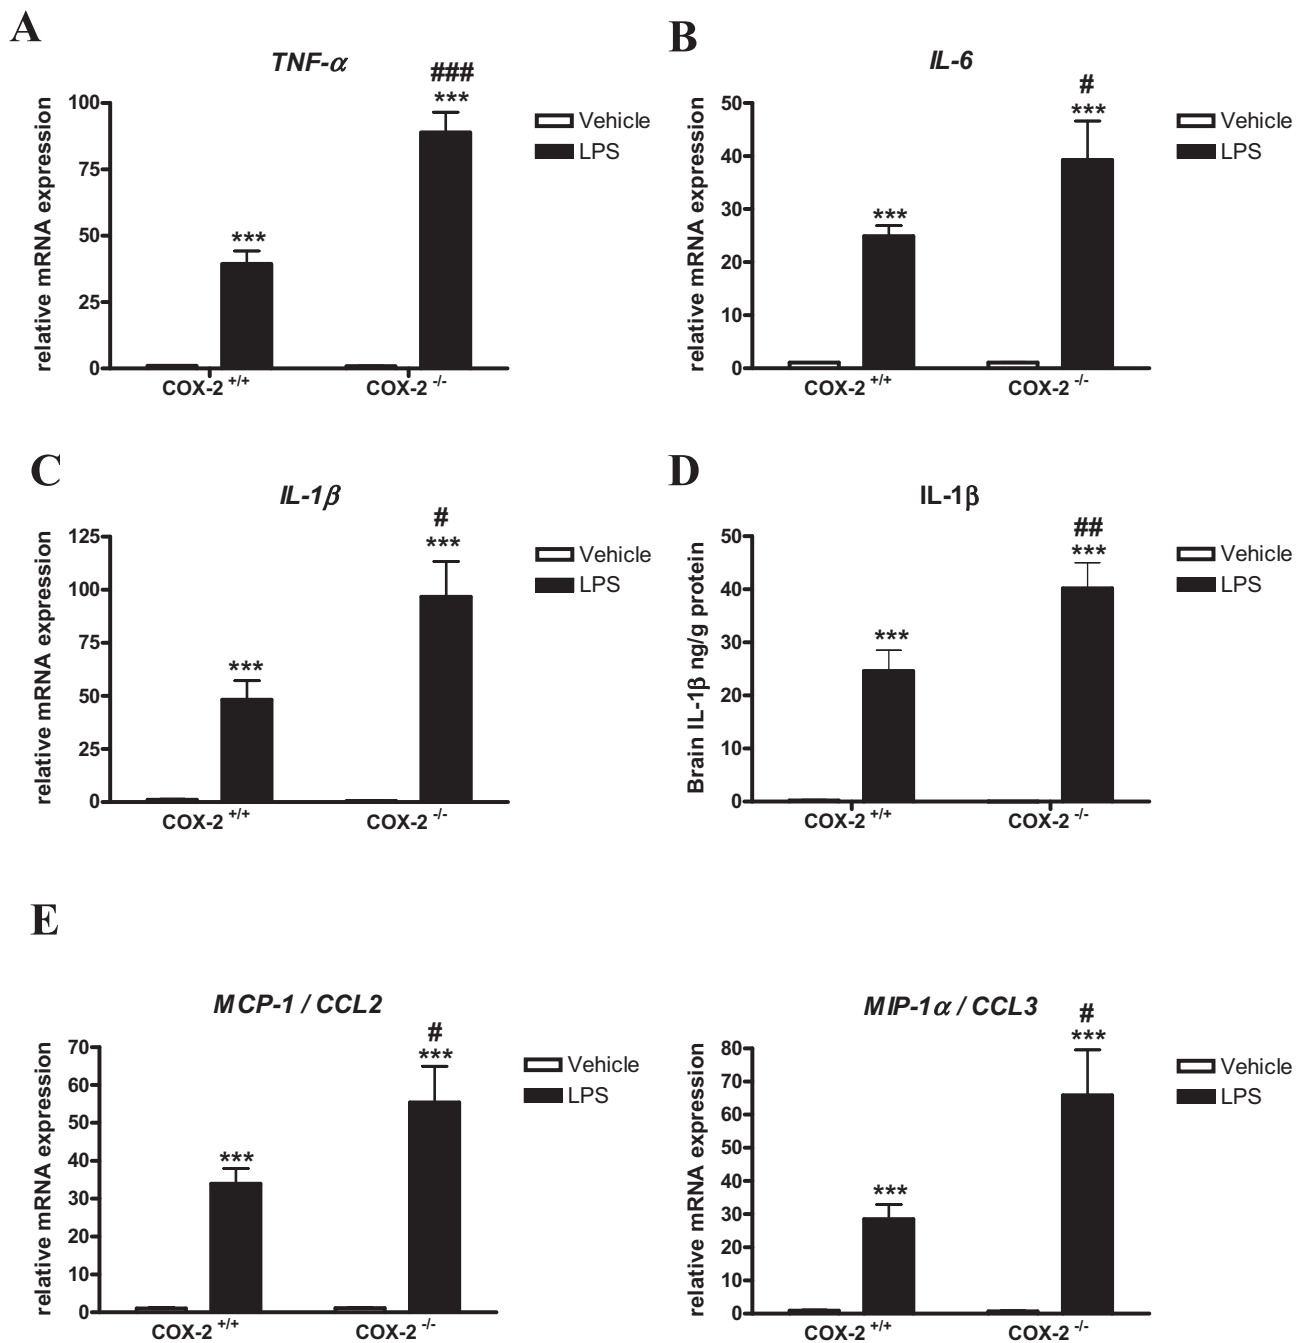 A
TNF-α
relative mRNA expression
100
75
50
25
0
***
###
***
COX-2 +/+
COX-2 -/-
Vehicle
LPS
B
IL-6
relative mRNA expression
50
40
30
20
10
0
***
#
***
COX-2 +/+
COX-2 -/-
Vehicle
LPS
C
IL-1β
relative mRNA expression
125
100
75
50
25
0
***
#
***
COX-2 +/+
COX-2 -/-
Vehicle
LPS
D
IL-1β
Brain IL-1β ng/g protein
50
40
30
20
10
0
***
##
***
COX-2 +/+
COX-2 -/-
Vehicle
LPS
E
MCP-1 / CCL2
relative mRNA expression
70
60
50
40
30
20
10
0
***
#
***
COX-2 +/+
COX-2 -/-
Vehicle
LPS
MIP-1α / CCL3
relative mRNA expression
80
70
60
50
40
30
20
10
0
***
#
***
COX-2 +/+
COX-2 -/-
Vehicle
LPS